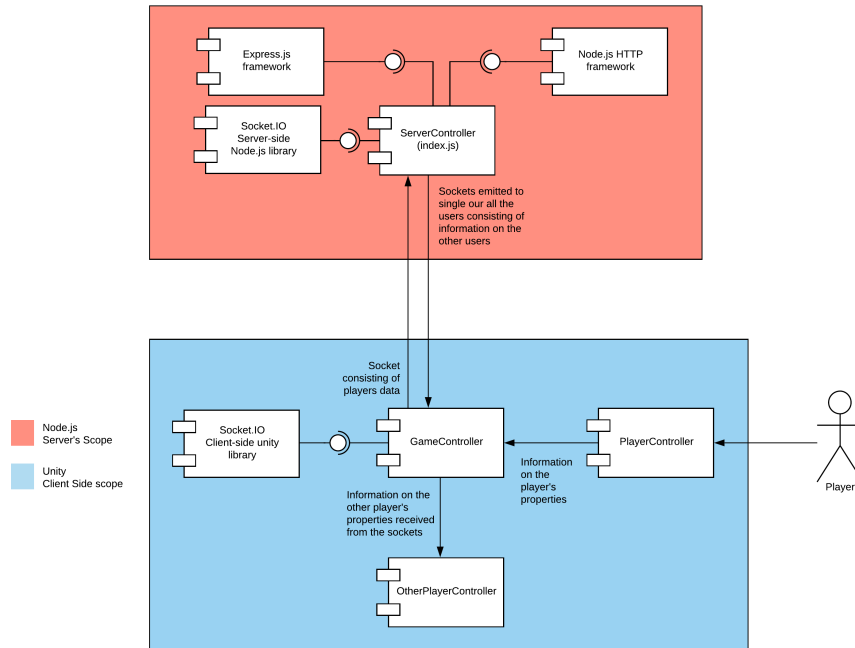 Express.js
framework
Node.js HTTP
framework
Socket.IO
Server-side
Node.js library
ServerController
(index.js)
Sockets emitted to
single our all the
users consisting of
information on the
other users
Socket
consisting of
players data
Node.js
Server's Scope
Unity
Client Side scope
Socket.IO
Client-side unity
library
GameController
PlayerController
Information
on the
player's
properties
Player
Information on the
other player's
properties received
from the sockets
OtherPlayerController